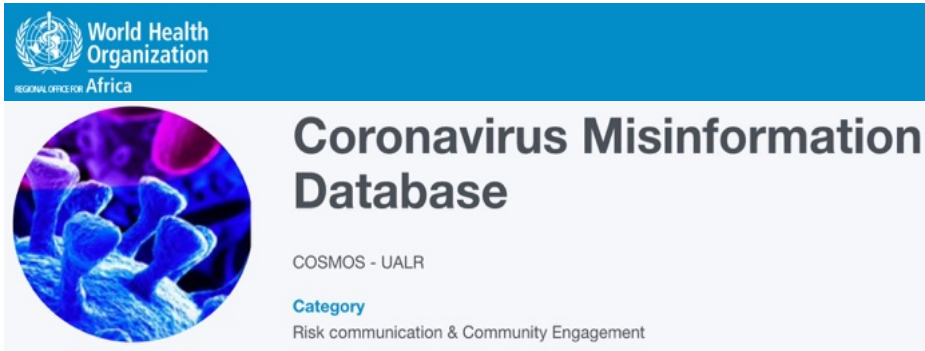 World Health
Organization
REGIONAL OFFICE FOR Africa
Coronavirus Misinformation
Database
COSMOS - UALR
Category
Risk communication & Community Engagement